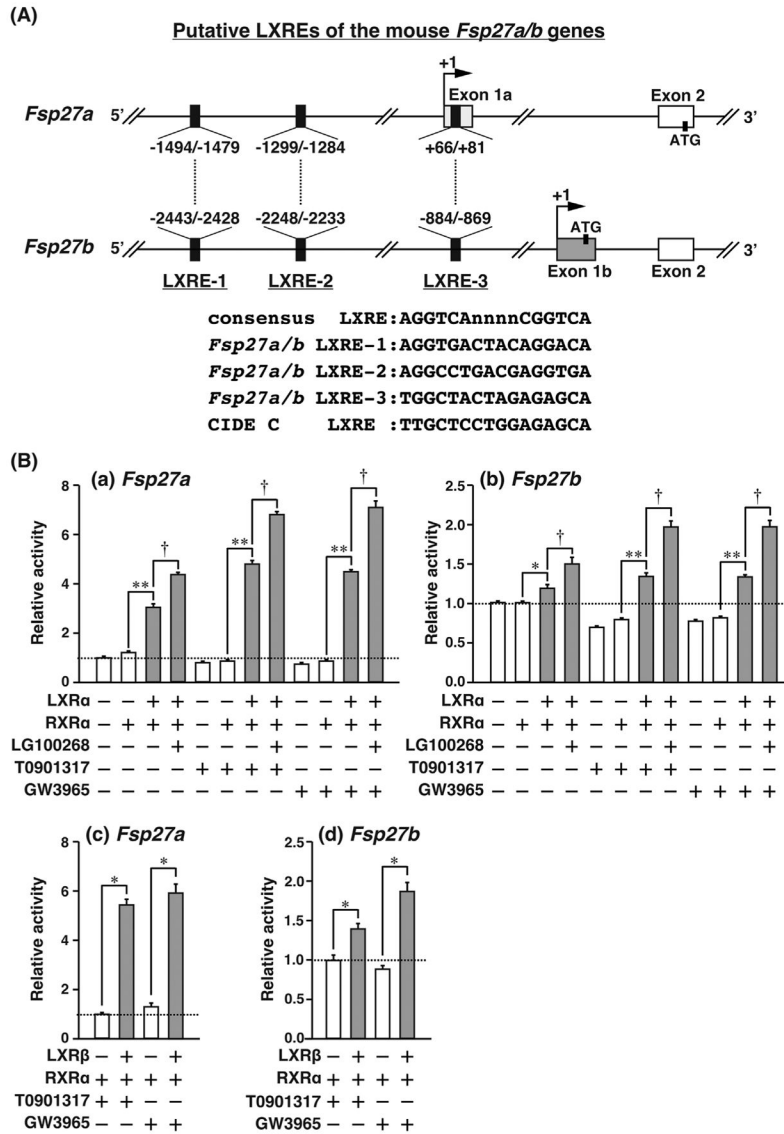 (A)
Putative LXREs of the mouse Fsp27a/b genes
+1
Fsp27a 5' Exon 1a Exon 2 3'
ATG
-1494/-1479 -1299/-1284 +66/+81
-2443/-2428 -2248/-2233 -884/-869
+1
ATG
Fsp27b 5' 3'
LXRE-1 LXRE-2 LXRE-3 Exon 1b Exon 2
consensus LXRE:AGGTCAnnnnCGGTCA
Fsp27a/b LXRE-1:AGGTGACTACAGGACA
Fsp27a/b LXRE-2:AGGCCTGACGAGGTGA
Fsp27a/b LXRE-3:TGGCTACTAGAGAGCA
CIDE C LXRE :TTGCTCCTGGAGAGCA
(B)
(a) Fsp27a
Relative activity
8
6
4
2
0
** † ** † ** †
LXRα − − + + − − + + − − + +
RXRα − + + + − + + + − + + +
LG100268 − − − + − − − + − − − +
T0901317 − − − − + + + + − − − −
GW3965 − − − − − − − − + + + +
(b) Fsp27b
Relative activity
2.5
2.0
1.5
1.0
0.5
0.0
* † ** † ** †
LXRα − − + + − − + + − − + +
RXRα − + + + − + + + − + + +
LG100268 − − − + − − − + − − − +
T0901317 − − − − + + + + − − − −
GW3965 − − − − − − − − + + + +
(c) Fsp27a
Relative activity
8
6
4
2
0
* *
LXRβ − + − +
RXRα + + + +
T0901317 + + − −
GW3965 − − + +
(d) Fsp27b
Relative activity
2.5
2.0
1.5
1.0
0.5
0.0
* *
LXRβ − + − +
RXRα + + + +
T0901317 + + − −
GW3965 − − + +